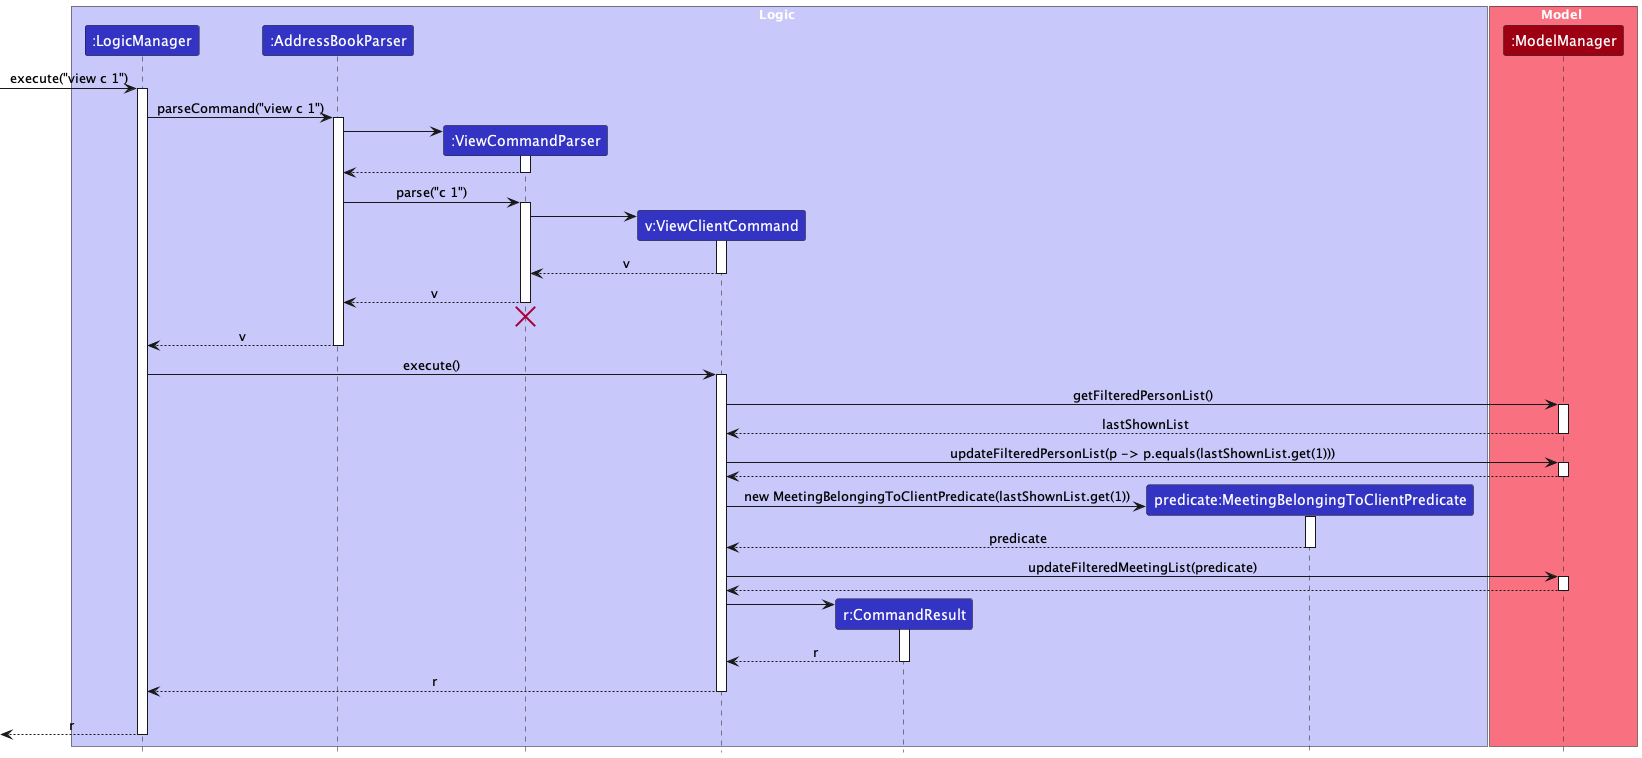 Logic
Model
:LogicManager
:AddressBookParser
:ModelManager
execute("view c 1")
parseCommand("view c 1")
:ViewCommandParser
parse("c 1")
v:ViewClientCommand
v
v
v
execute()
getFilteredPersonList()
lastShownList
updateFilteredPersonList(p -> p.equals(lastShownList.get(1)))
new MeetingBelongingToClientPredicate(lastShownList.get(1))
predicate:MeetingBelongingToClientPredicate
predicate
updateFilteredMeetingList(predicate)
r:CommandResult
r
r
r